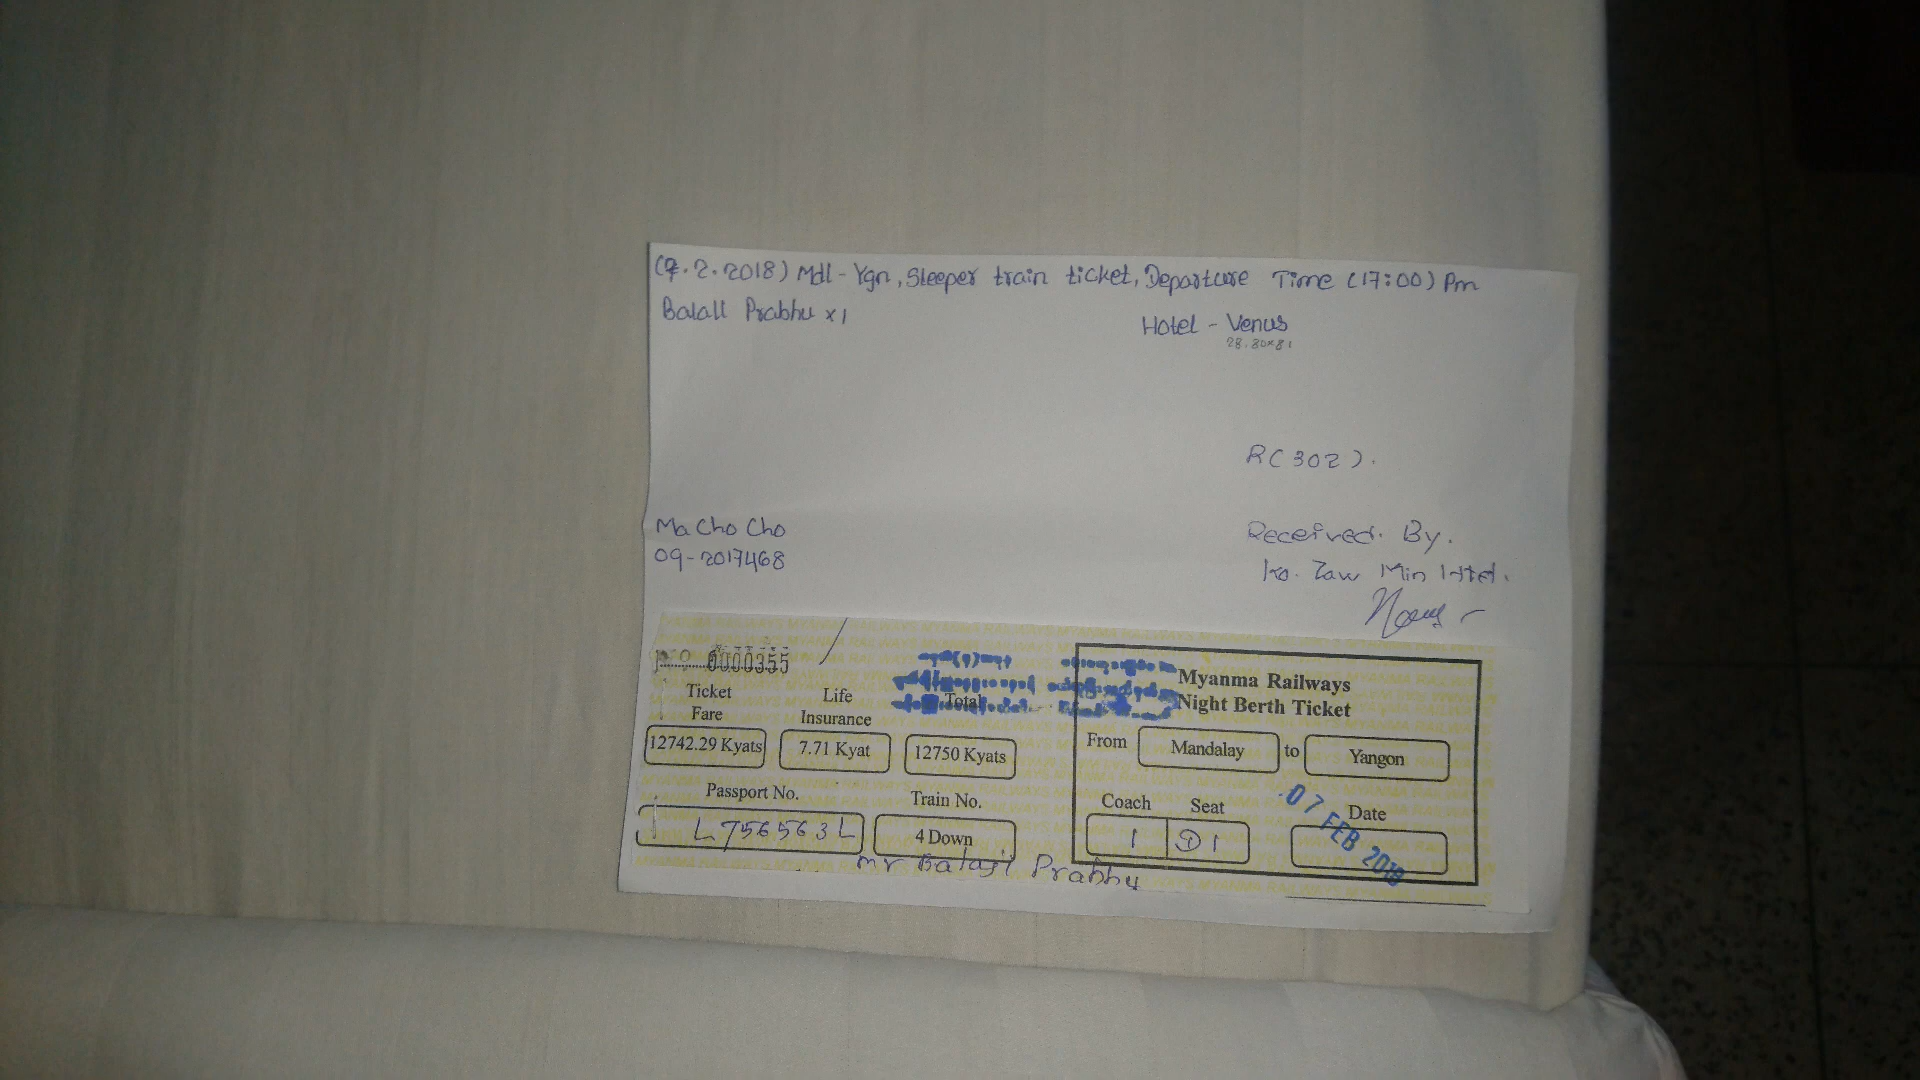 (7.2.2018) Mdl - Ygn, Sleeper train ticket, Departure Time (17:00) Pm
Balall Prabhu x 1
Hotel - Venus
R(302).
Ma Cho Cho
09-2017468
Received. By.
Ko. Zaw Min Htet.
0000355
Ticket Fare
Life Insurance
Total
12742.29 Kyats
7.71 Kyat
12750 Kyats
Passport No.
Train No.
L756563L
4 Down
Mr Balaji Prabhu
Myanma Railways
Night Berth Ticket
From Mandalay to Yangon
Coach Seat Date
1 D1
07 FEB 2018